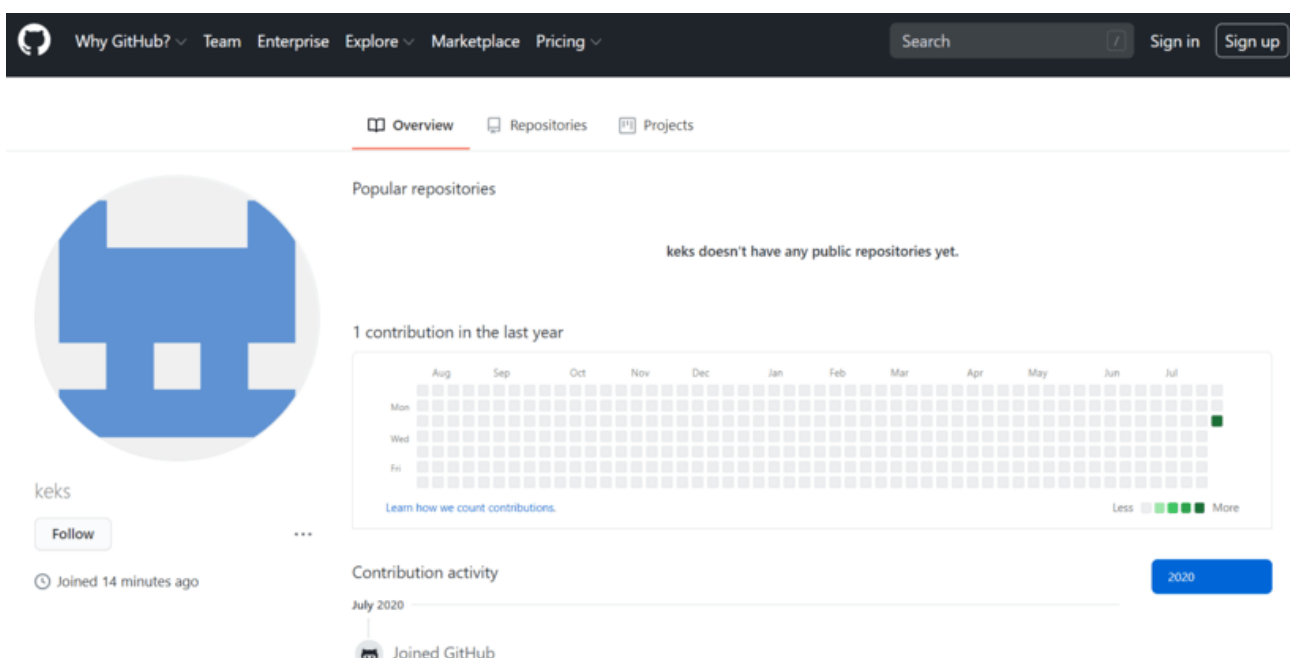 Why GitHub? Team Enterprise Explore Marketplace Pricing Search / Sign in Sign up
Overview Repositories Projects
Popular repositories
keks doesn't have any public repositories yet.
1 contribution in the last year
Aug Sep Oct Nov Dec Jan Feb Mar Apr May Jun Jul
Mon
Wed
Fri
Learn how we count contributions. Less More
keks
Follow ...
Joined 14 minutes ago
Contribution activity
2020
July 2020
Joined GitHub